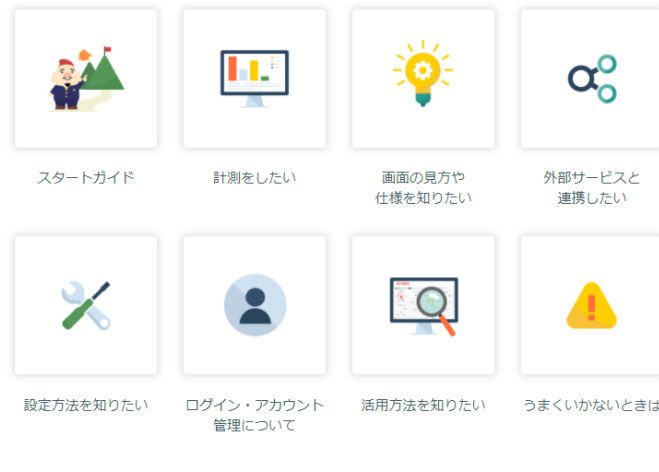 スタートガイド
計測をしたい
画面の見方や
仕様を知りたい
外部サービスと
連携したい
設定方法を知りたい
ログイン・アカウント
管理について
活用方法を知りたい
うまくいかないときは